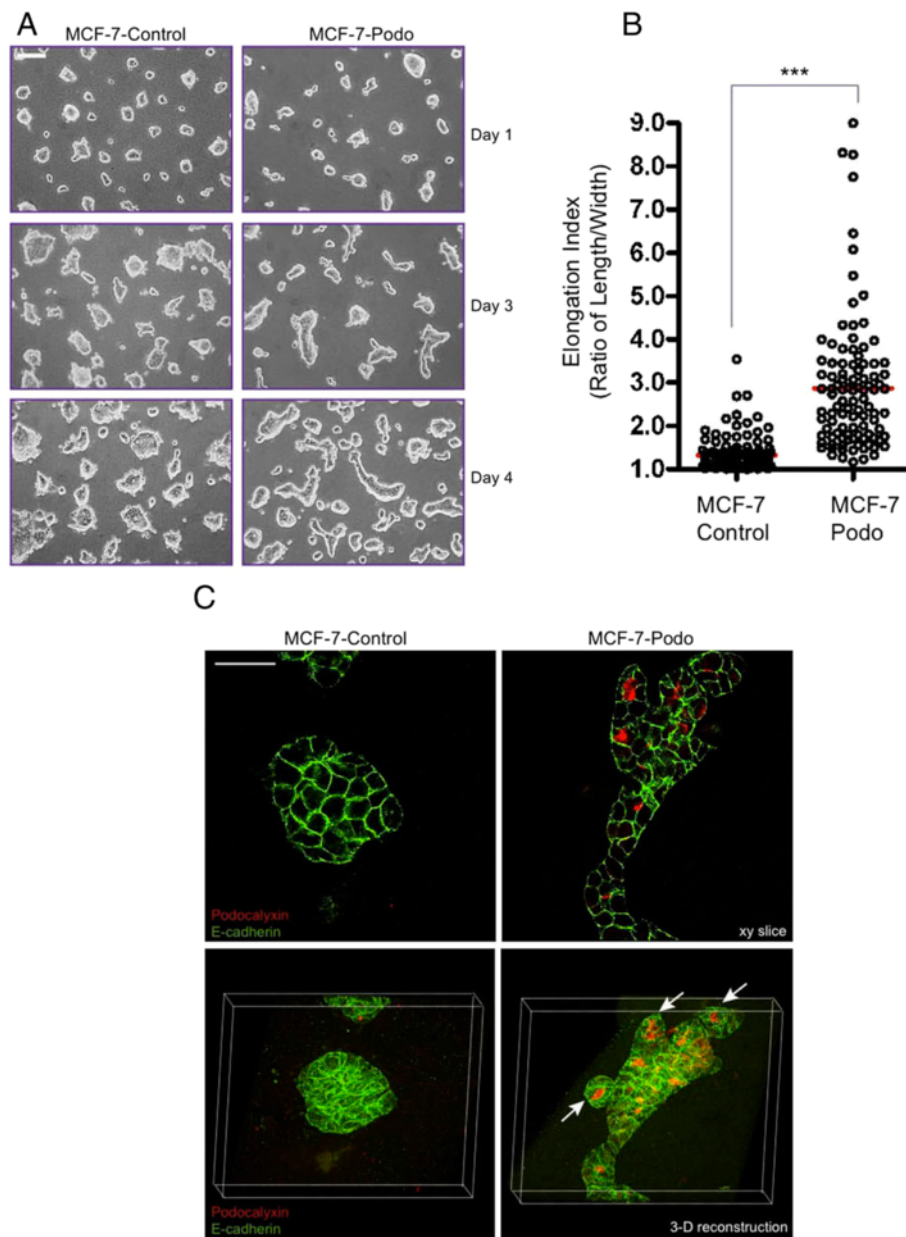 A
MCF-7-Control
MCF-7-Podo
Day 1
Day 3
Day 4
B
***
Elongation Index
(Ratio of Length/Width)
9.0
8.0
7.0
6.0
5.0
4.0
3.0
2.0
1.0
MCF-7
Control
MCF-7
Podo
C
MCF-7-Control
MCF-7-Podo
Podocalyxin
E-cadherin
xy slice
Podocalyxin
E-cadherin
3-D reconstruction